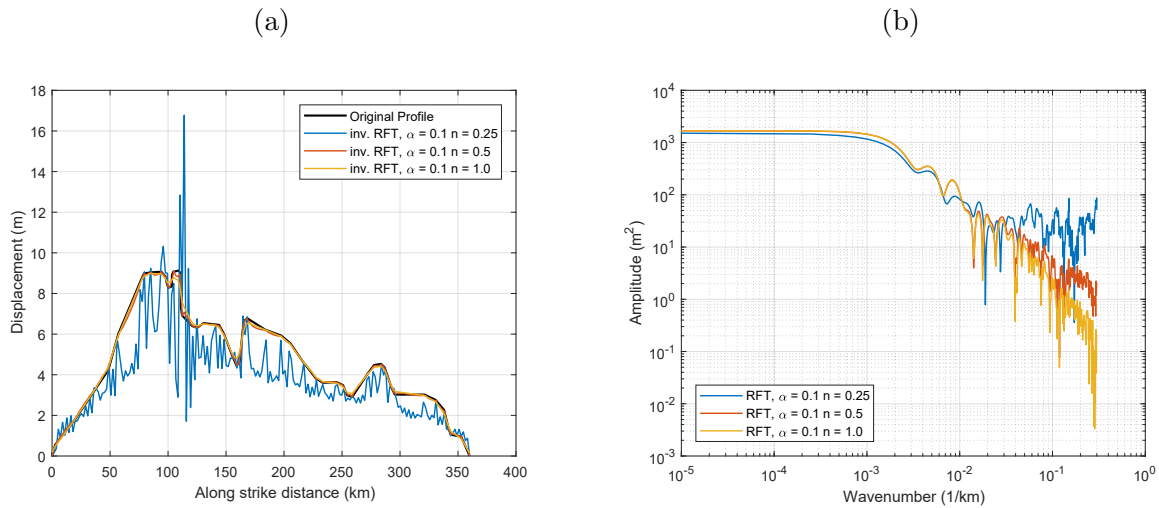 (a)
18
16
14
12
10
8
6
4
2
0
0 50 100 150 200 250 300 350 400
Displacement (m)
Along strike distance (km)
Original Profile
inv. RFT, α = 0.1 n = 0.25
inv. RFT, α = 0.1 n = 0.5
inv. RFT, α = 0.1 n = 1.0
(b)
10^4
10^3
10^2
10^1
10^0
10^-1
10^-2
10^-3
10^-5 10^-4 10^-3 10^-2 10^-1 10^0
Amplitude (m²)
Wavenumber (1/km)
RFT, α = 0.1 n = 0.25
RFT, α = 0.1 n = 0.5
RFT, α = 0.1 n = 1.0